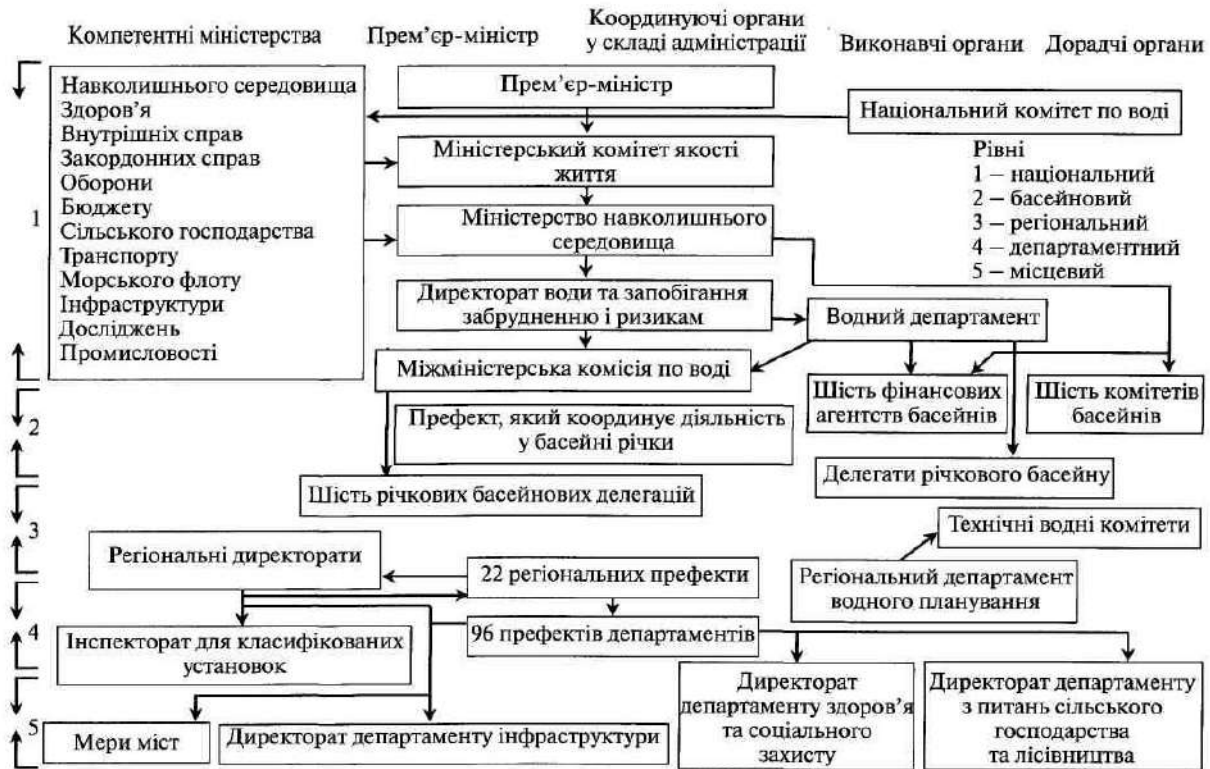 Компетентні міністерства
Прем’єр-міністр
Координуючі органи
у складі адміністрації
Виконавчі органи
Дорадчі органи
1
Навколишнього середовища
Здоров’я
Внутрішніх справ
Закордонних справ
Оборони
Бюджету
Сільського господарства
Транспорту
Морського флоту
Інфраструктури
Досліджень
Промисловості
Прем’єр-міністр
Національний комітет по воді
Міністерський комітет якості
життя
Рівні
1 – національний
2 – басейновий
3 – регіональний
4 – департаментний
5 – місцевий
Міністерство навколишнього
середовища
Директорат води та запобігання
забрудненню і ризикам
Водний департамент
Міжміністерська комісія по воді
Шість фінансових
агентств басейнів
Шість комітетів
басейнів
2
Префект, який координує діяльність
у басейні річки
Делегати річкового басейну
Шість річкових басейнових делегацій
3
Технічні водні комітети
Регіональні директорати
22 регіональних префекти
Регіональний департамент
водного планування
4
Інспекторат для класифікованих
установок
96 префектів департаментів
5
Мери міст
Директорат департаменту інфраструктури
Директорат
департаменту здоров’я
та соціального
захисту
Директорат департаменту
з питань сільського
господарства
та лісівництва